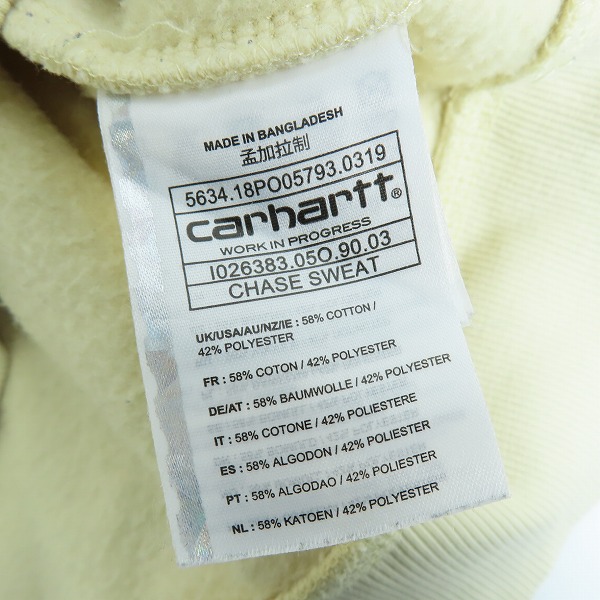 MADE IN BANGLADESH
孟加拉制
5634.18PO05793.0319
carhartt®
WORK IN PROGRESS
I026383.05O.90.03
CHASE SWEAT
UK/USA/AU/NZ/IE : 58% COTTON /
42% POLYESTER
FR : 58% COTON / 42% POLYESTER
DE/AT : 58% BAUMWOLLE / 42% POLYESTER
IT : 58% COTONE / 42% POLIESTERE
ES : 58% ALGODON / 42% POLIESTER
PT : 58% ALGODAO / 42% POLIESTER
NL : 58% KATOEN / 42% POLYESTER